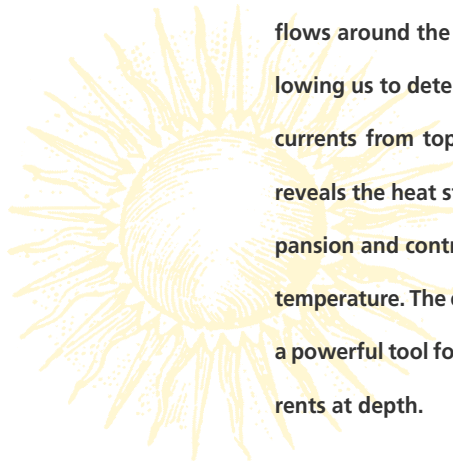 flows around the
lowing us to dete
currents from top
reveals the heat s
pansion and contr
temperature. The
a powerful tool fo
rents at depth.